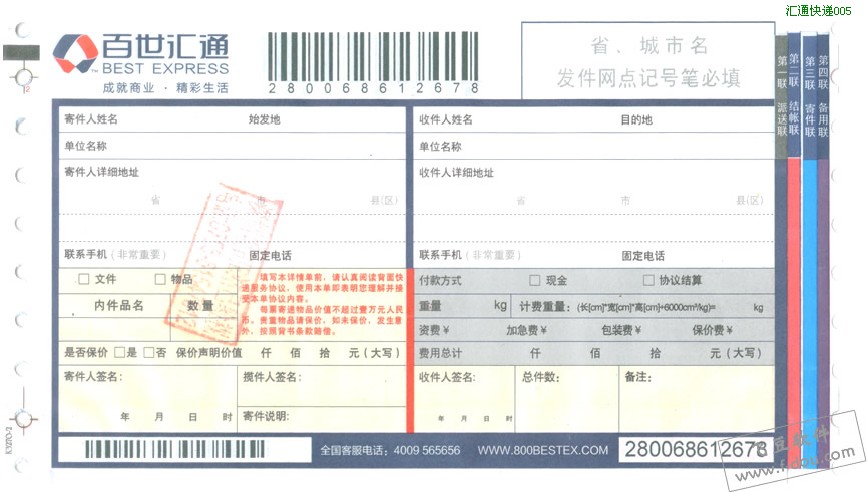 汇通快递005
百世汇通
BEST EXPRESS
成就商业·精彩生活
280068612678
省、城市名
发件网点记号笔必填
第一联 派送联
第二联 结帐联
第三联 寄件联
第四联 备用联
寄件人姓名 始发地
收件人姓名 目的地
单位名称
单位名称
寄件人详细地址
收件人详细地址
省 市 县(区)
省 市 县(区)
联系手机(非常重要) 固定电话
联系手机(非常重要) 固定电话
□文件 □物品
填写本详情单前，请认真阅读背面快
递服务协议，使用本单即表明您理解并接
受本单协议内容。
每票寄递物品价值不超过壹万元人民
币。贵重物品请保价，如未保价，发生意
外，按照背书条款赔偿。
内件品名 数量
付款方式 □现金 □协议结算
重量 kg 计费重量：(长[cm]*宽[cm]*高[cm]÷6000cm³/kg)= kg
资费¥ 加急费¥ 包装费¥ 保价费¥
是否保价 □是 □否 保价声明价值 仟 佰 拾 元(大写)
费用总计 仟 佰 拾 元(大写)
寄件人签名：
揽件人签名：
收件人签名：
总件数：
备注：
年 月 日 时
寄件说明：
年 月 日 时
全国客服电话：4009 565656 WWW.800BESTEX.COM
280068612678
KXTO-2